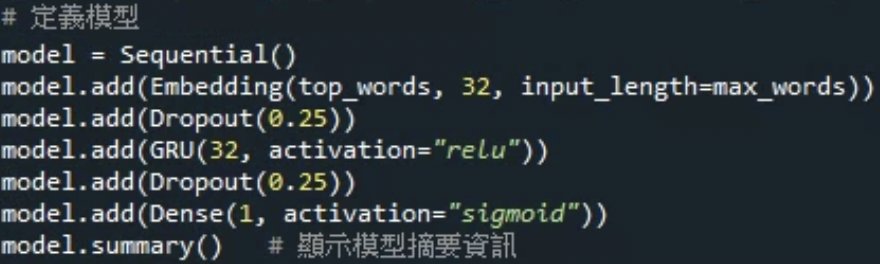 # 定義模型
model = Sequential()
model.add(Embedding(top_words, 32, input_length=max_words))
model.add(Dropout(0.25))
model.add(GRU(32, activation="relu"))
model.add(Dropout(0.25))
model.add(Dense(1, activation="sigmoid"))
model.summary()   # 顯示模型摘要資訊